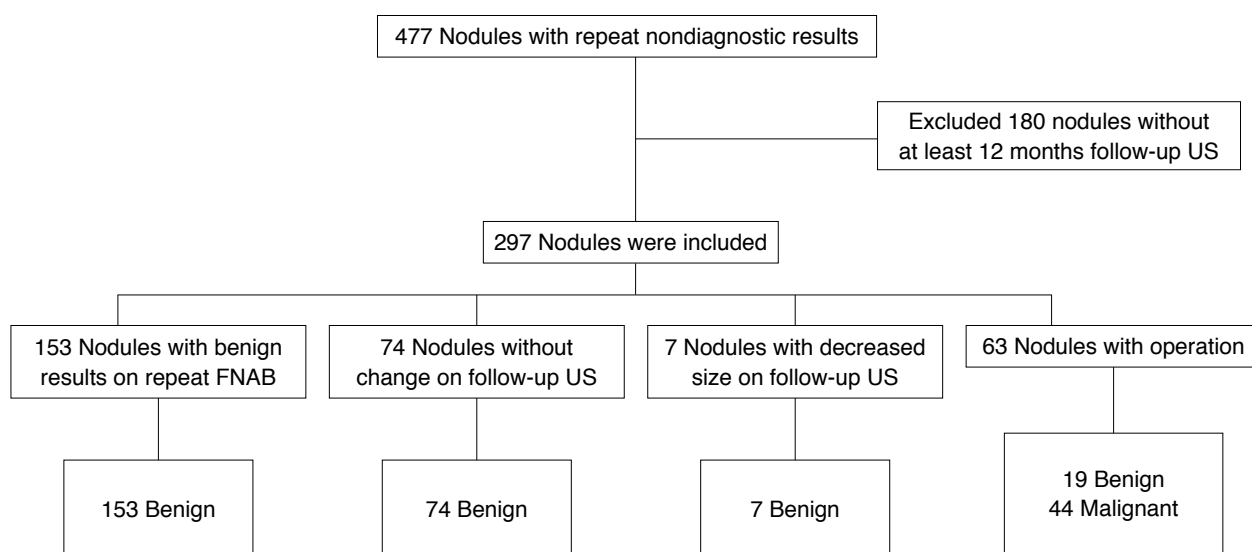 477 Nodules with repeat nondiagnostic results
Excluded 180 nodules without
at least 12 months follow-up US
297 Nodules were included
153 Nodules with benign
results on repeat FNAB
74 Nodules without
change on follow-up US
7 Nodules with decreased
size on follow-up US
63 Nodules with operation
153 Benign
74 Benign
7 Benign
19 Benign
44 Malignant